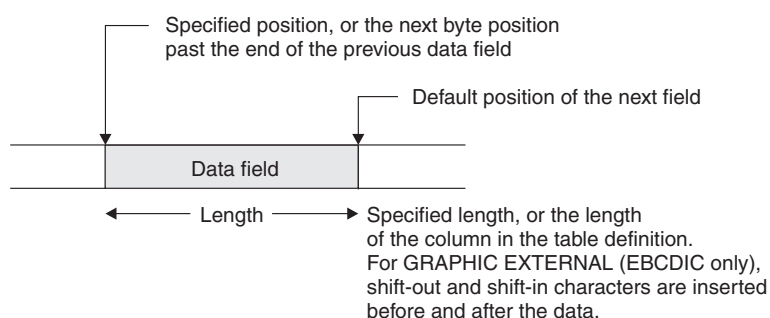 Specified position, or the next byte position
past the end of the previous data field
Default position of the next field
Data field
Length
Specified length, or the length
of the column in the table definition.
For GRAPHIC EXTERNAL (EBCDIC only),
shift-out and shift-in characters are inserted
before and after the data.